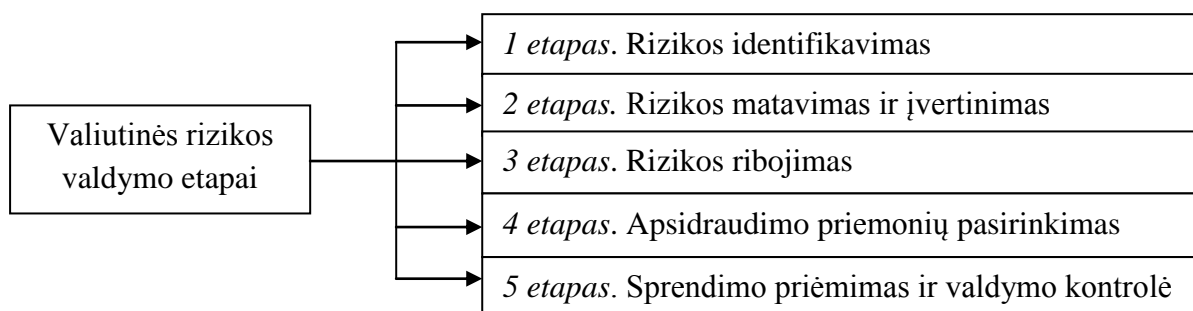 Valiutinės rizikos
valdymo etapai
1 etapas. Rizikos identifikavimas
2 etapas. Rizikos matavimas ir įvertinimas
3 etapas. Rizikos ribojimas
4 etapas. Apsidraudimo priemonių pasirinkimas
5 etapas. Sprendimo priėmimas ir valdymo kontrolė